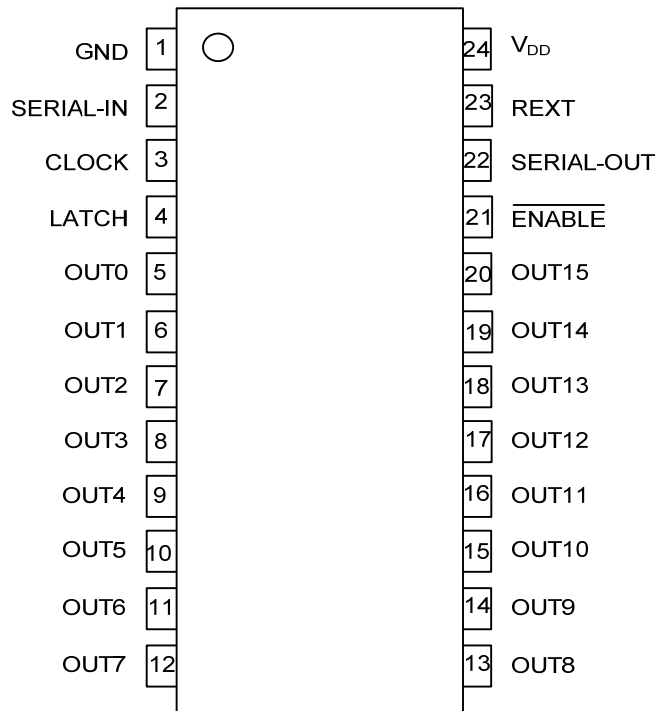 GND 1 24 VDD
SERIAL-IN 2 23 REXT
CLOCK 3 22 SERIAL-OUT
LATCH 4 21 ENABLE
OUT0 5 20 OUT15
OUT1 6 19 OUT14
OUT2 7 18 OUT13
OUT3 8 17 OUT12
OUT4 9 16 OUT11
OUT5 10 15 OUT10
OUT6 11 14 OUT9
OUT7 12 13 OUT8